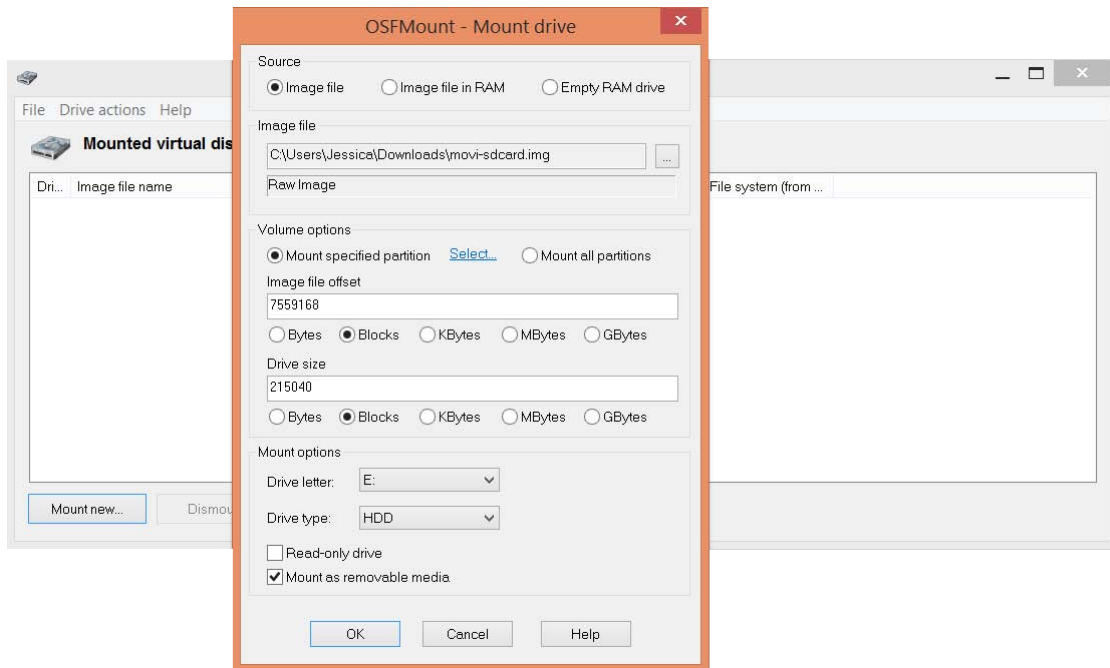 OSFMount - Mount drive
x
Source
Image file Image file in RAM Empty RAM drive
Image file
C:\Users\Jessica\Downloads\movi-sdcard.img ...
Raw Image
Volume options
Mount specified partition Select... Mount all partitions
Image file offset
7559168
Bytes Blocks KBytes MBytes GBytes
Drive size
215040
Bytes Blocks KBytes MBytes GBytes
Mount options
Drive letter: E:
Drive type: HDD
Read-only drive
Mount as removable media
OK Cancel Help
File Drive actions Help
Mounted virtual dis
Dri... Image file name File system (from ...
Mount new... Dismou